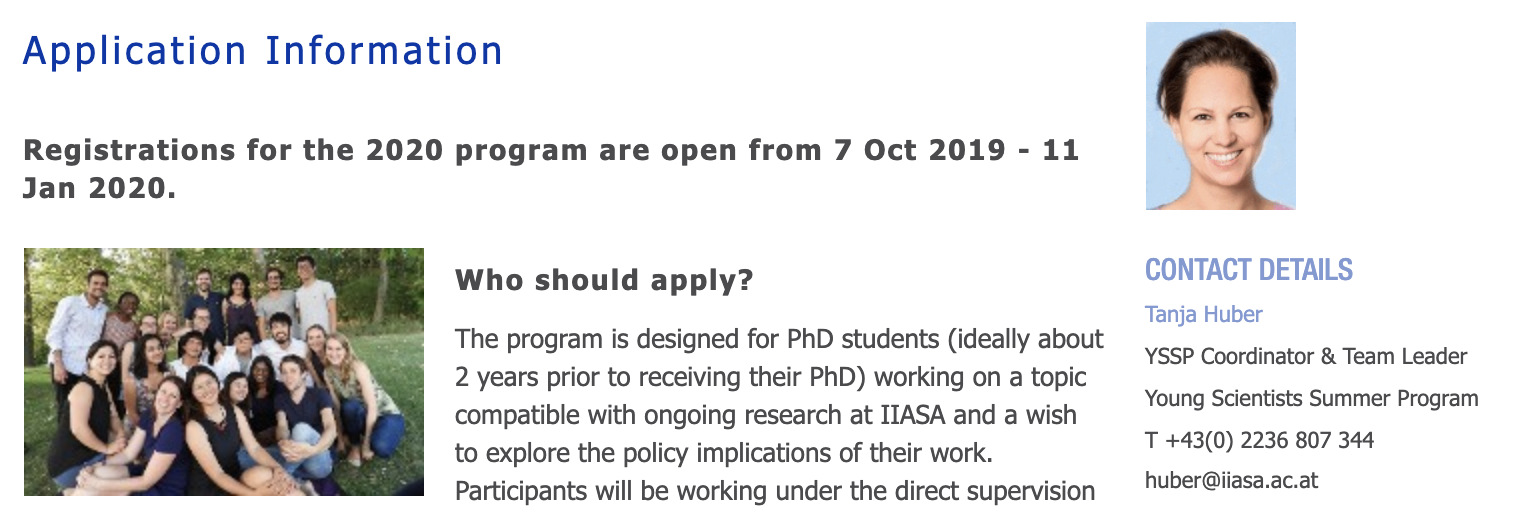 Application Information
Registrations for the 2020 program are open from 7 Oct 2019 - 11
Jan 2020.
Who should apply?
The program is designed for PhD students (ideally about
2 years prior to receiving their PhD) working on a topic
compatible with ongoing research at IIASA and a wish
to explore the policy implications of their work.
Participants will be working under the direct supervision
CONTACT DETAILS
Tanja Huber
YSSP Coordinator & Team Leader
Young Scientists Summer Program
T +43(0) 2236 807 344
huber@iiasa.ac.at